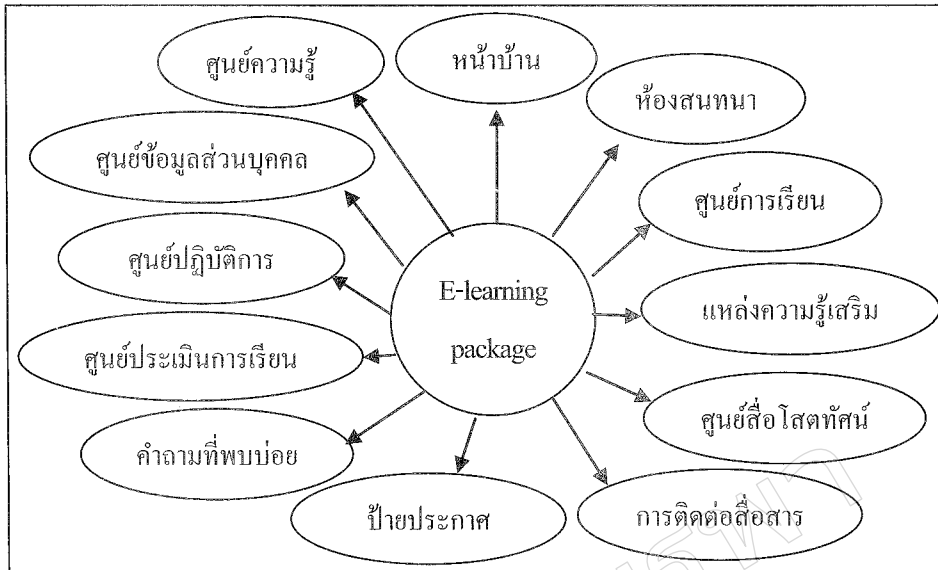 หน้าบ้าน
ศูนย์ความรู้
ห้องสนทนา
ศูนย์ข้อมูลส่วนบุคคล
ศูนย์การเรียน
ศูนย์ปฏิบัติการ
E-learning
package
แหล่งความรู้เสริม
ศูนย์ประเมินการเรียน
ศูนย์สื่อโสตทัศน์
คำถามที่พบบ่อย
ป้ายประกาศ
การติดต่อสื่อสาร